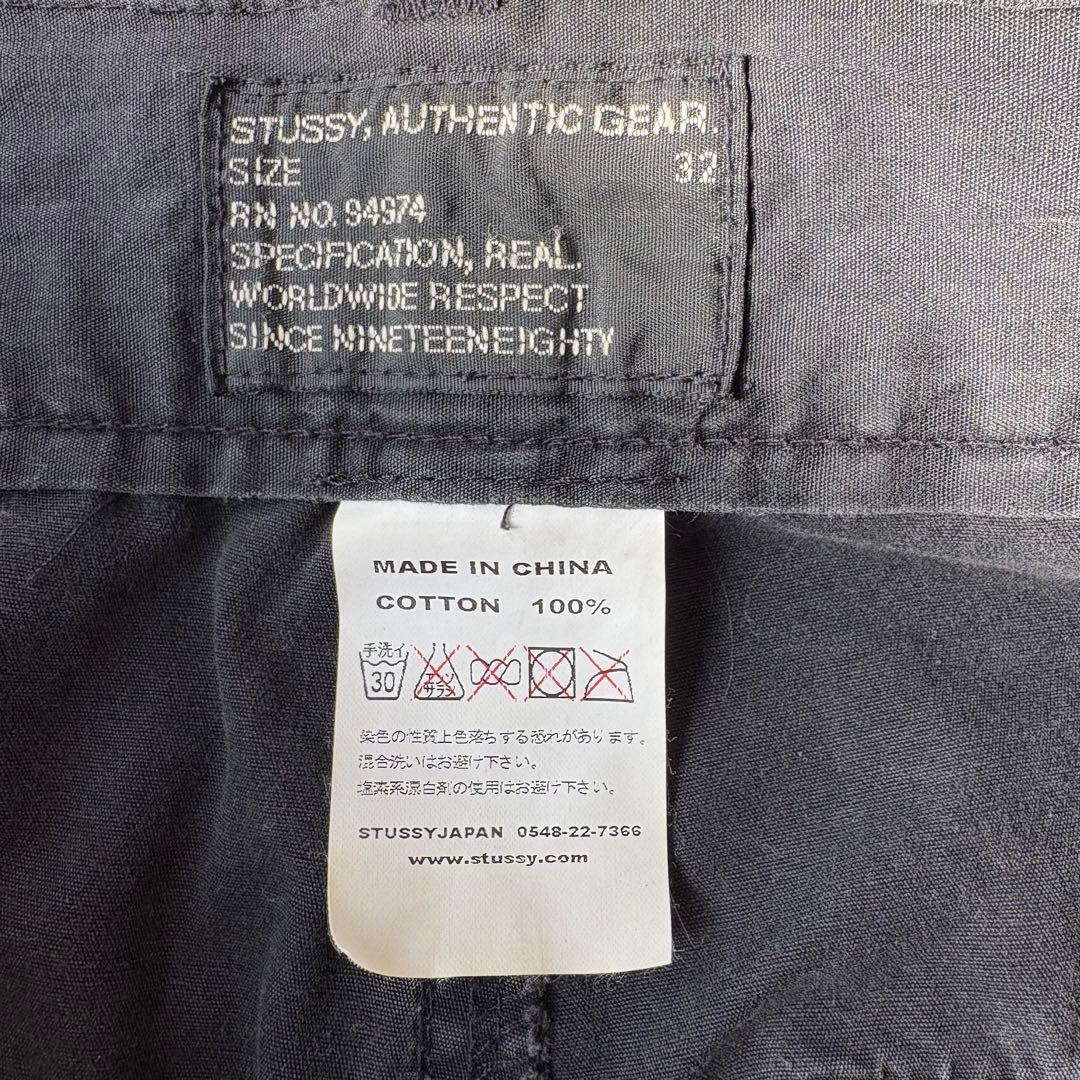 STUSSY, AUTHENTIC GEAR.
SIZE 32
RN NO. 94974
SPECIFICATION, REAL.
WORLDWIDE RESPECT
SINCE NINETEEN EIGHTY
MADE IN CHINA
COTTON 100%
手洗イ
30
エンソ
サラシ
染色の性質上色落ちする恐れがあります。
混合洗いはお避け下さい。
塩素系漂白剤の使用はお避け下さい。
STUSSYJAPAN 0548-22-7366
www.stussy.com